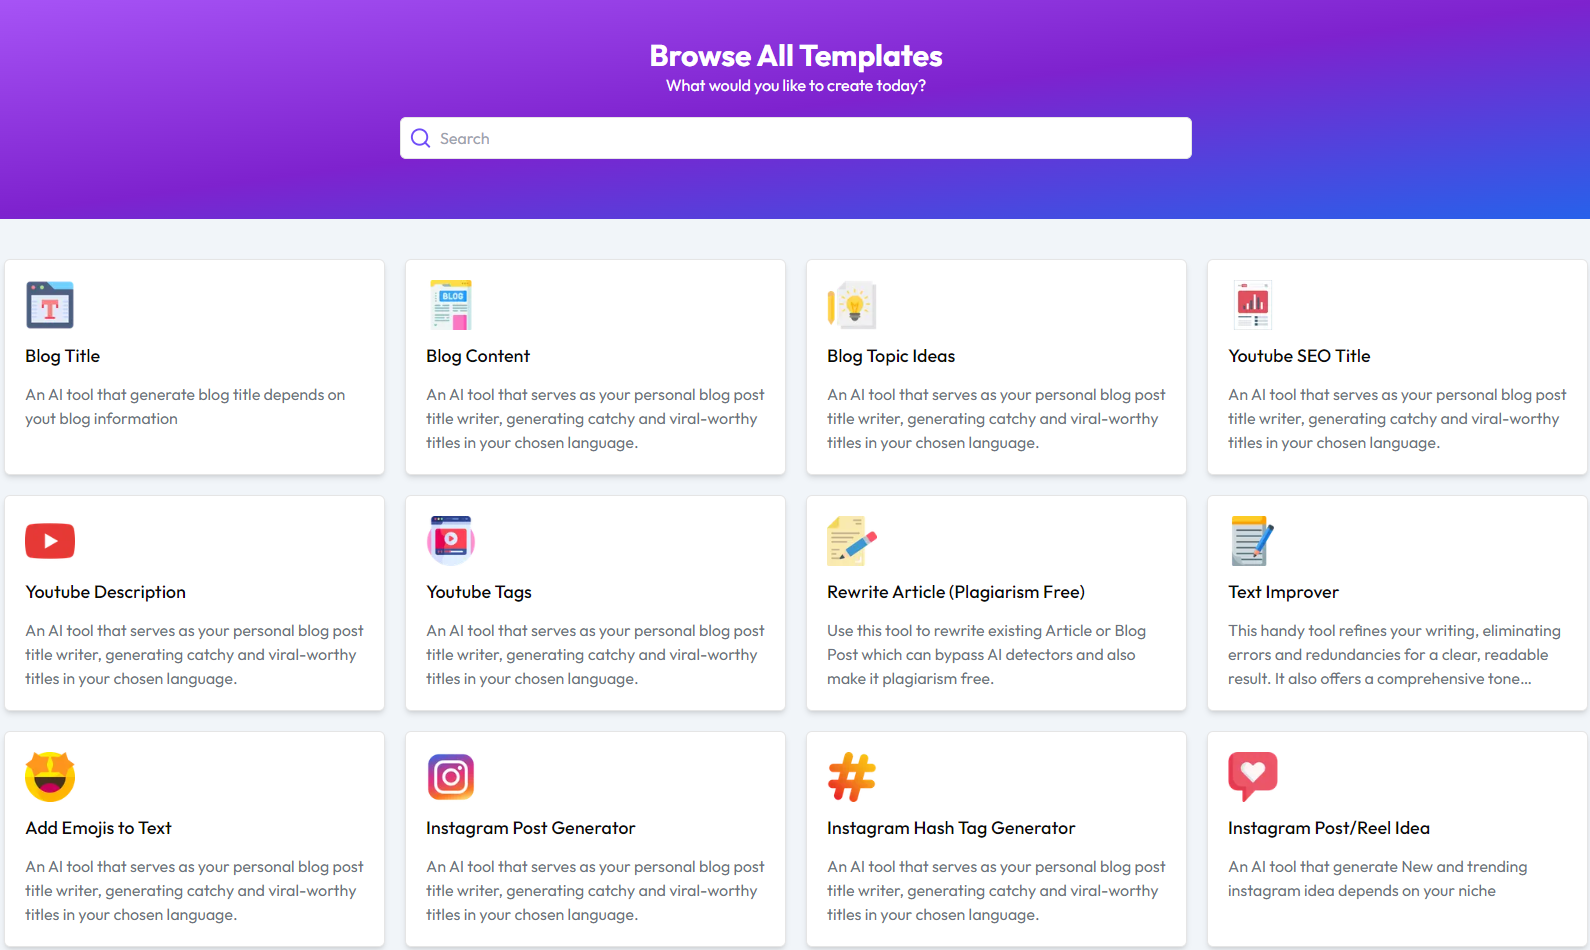 Browse All Templates
What would you like to create today?
Search
Blog Title
An AI tool that generate blog title depends on
yout blog information
BLOG
Blog Content
An AI tool that serves as your personal blog post
title writer, generating catchy and viral-worthy
titles in your chosen language.
Blog Topic Ideas
An AI tool that serves as your personal blog post
title writer, generating catchy and viral-worthy
titles in your chosen language.
Youtube SEO Title
An AI tool that serves as your personal blog post
title writer, generating catchy and viral-worthy
titles in your chosen language.
Youtube Description
An AI tool that serves as your personal blog post
title writer, generating catchy and viral-worthy
titles in your chosen language.
Youtube Tags
An AI tool that serves as your personal blog post
title writer, generating catchy and viral-worthy
titles in your chosen language.
Rewrite Article (Plagiarism Free)
Use this tool to rewrite existing Article or Blog
Post which can bypass AI detectors and also
make it plagiarism free.
Text Improver
This handy tool refines your writing, eliminating
errors and redundancies for a clear, readable
result. It also offers a comprehensive tone...
Add Emojis to Text
An AI tool that serves as your personal blog post
title writer, generating catchy and viral-worthy
titles in your chosen language.
Instagram Post Generator
An AI tool that serves as your personal blog post
title writer, generating catchy and viral-worthy
titles in your chosen language.
#
Instagram Hash Tag Generator
An AI tool that serves as your personal blog post
title writer, generating catchy and viral-worthy
titles in your chosen language.
Instagram Post/Reel Idea
An AI tool that generate New and trending
instagram idea depends on your niche